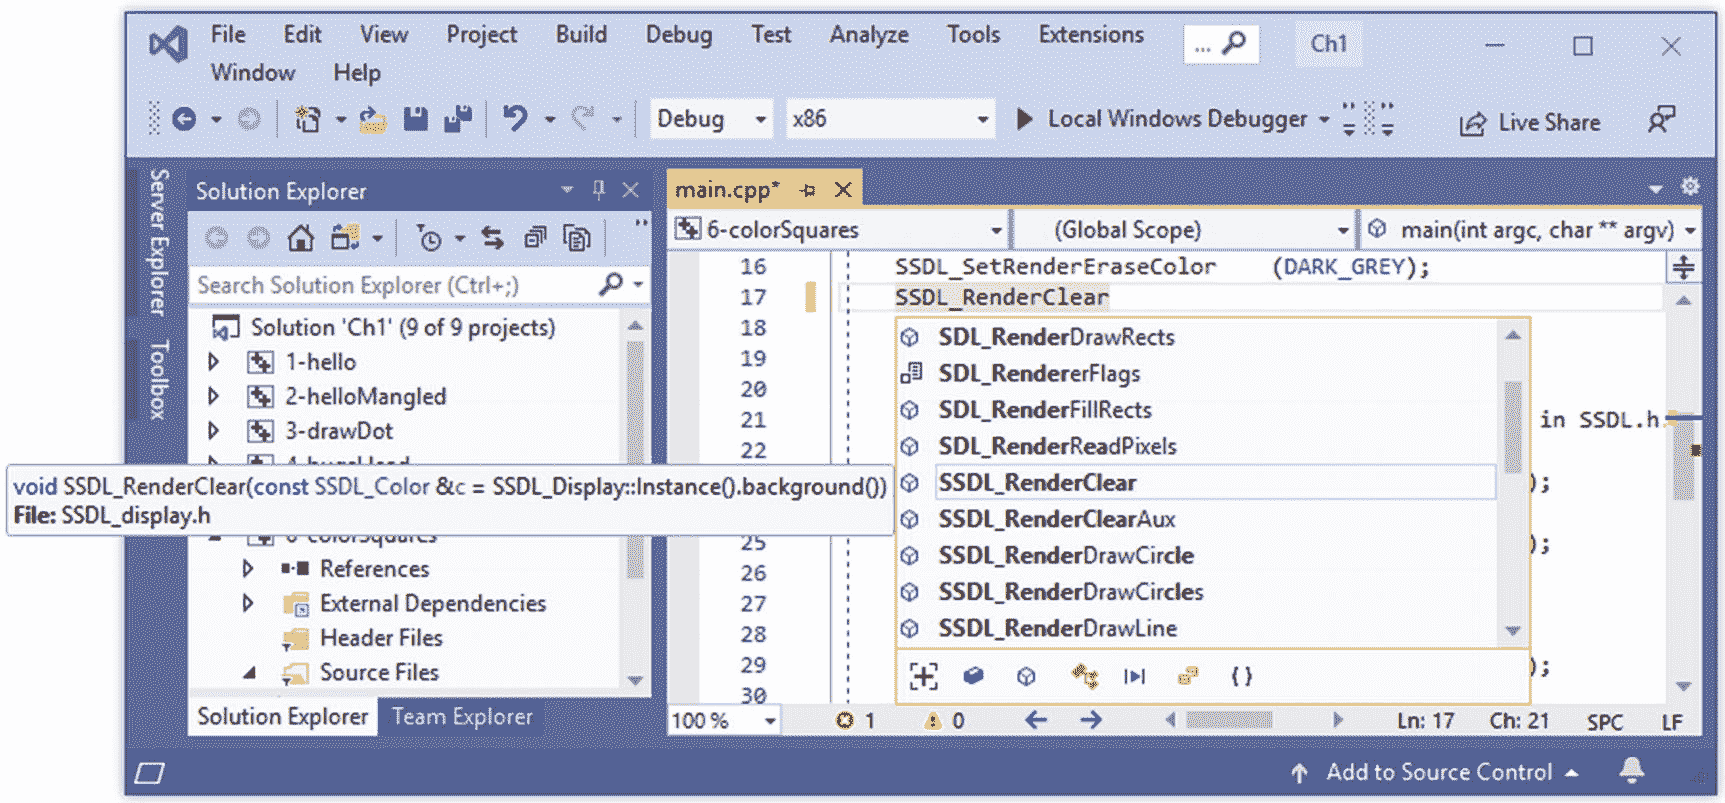 File Edit View Project Build Debug Test Analyze Tools Extensions ... Ch1
Window Help
Debug x86 Local Windows Debugger Live Share
Server Explorer
Toolbox
Solution Explorer
Search Solution Explorer (Ctrl+;)
Solution 'Ch1' (9 of 9 projects)
1-hello
2-helloMangled
3-drawDot
void SSDL_RenderClear(const SSDL_Color &c = SSDL_Display::Instance().background())
File: SSDL_display.h
6-colorSquares
References
External Dependencies
Header Files
Source Files
Solution Explorer Team Explorer
main.cpp*
6-colorSquares (Global Scope) main(int argc, char ** argv)
16 SSDL_SetRenderEraseColor (DARK_GREY);
17 SSDL_RenderClear
18
19
20
21 in SSDL.h
22
);
25 );
26
27
28
29 );
30
SDL_RenderDrawRects
SDL_RendererFlags
SDL_RenderFillRects
SDL_RenderReadPixels
SSDL_RenderClear
SSDL_RenderClearAux
SSDL_RenderDrawCircle
SSDL_RenderDrawCircles
SSDL_RenderDrawLine
{}
100 % 1 0 Ln: 17 Ch: 21 SPC LF
Add to Source Control